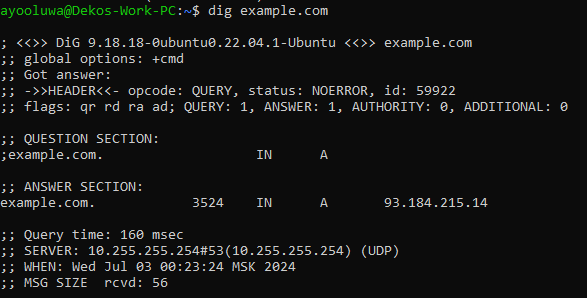 ayooluwa@Dekos-Work-PC:~$ dig example.com
; <<>> DiG 9.18.18-0ubuntu0.22.04.1-Ubuntu <<>> example.com
;; global options: +cmd
;; Got answer:
;; ->>HEADER<<- opcode: QUERY, status: NOERROR, id: 59922
;; flags: qr rd ra ad; QUERY: 1, ANSWER: 1, AUTHORITY: 0, ADDITIONAL: 0
;; QUESTION SECTION:
;example.com. IN A
;; ANSWER SECTION:
example.com. 3524 IN A 93.184.215.14
;; Query time: 160 msec
;; SERVER: 10.255.255.254#53(10.255.255.254) (UDP)
;; WHEN: Wed Jul 03 00:23:24 MSK 2024
;; MSG SIZE rcvd: 56